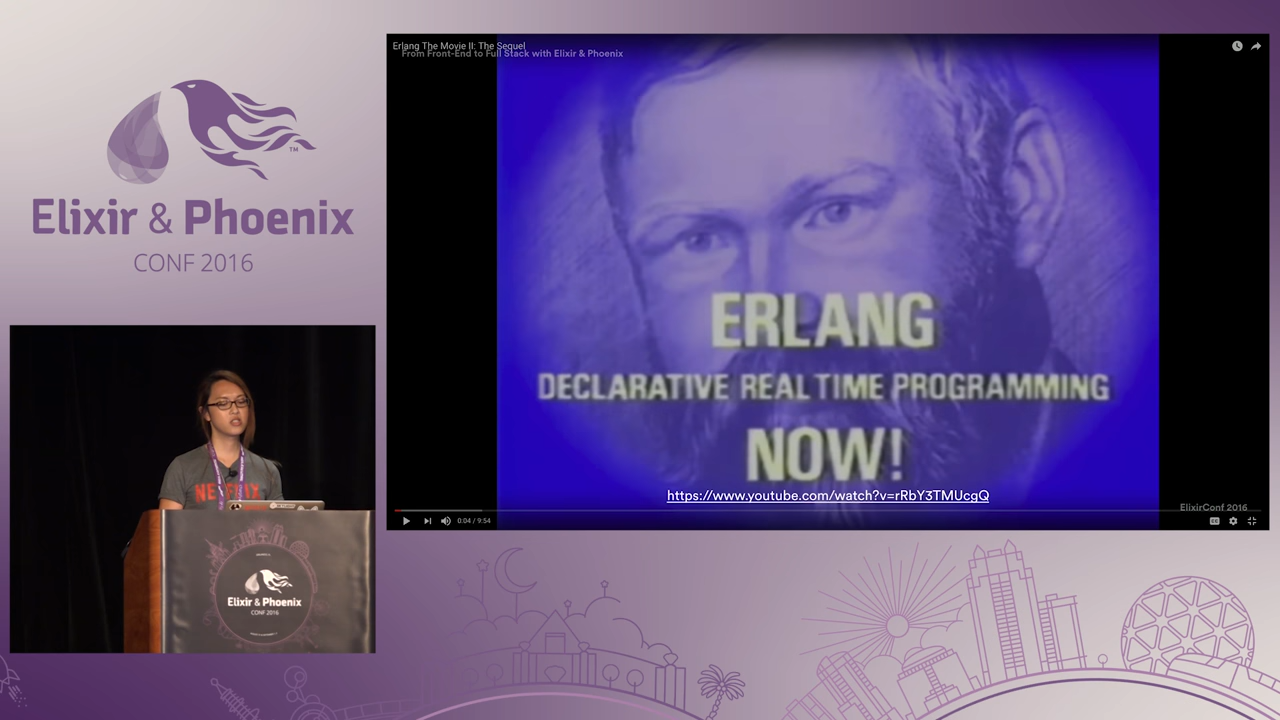 TM
Elixir & Phoenix
CONF 2016
Erlang The Movie II: The Sequel
From Front-End to Full Stack with Elixir & Phoenix
ERLANG
DECLARATIVE REAL TIME PROGRAMMING
NOW!
https://www.youtube.com/watch?v=rRbY3TMUcgQ
ElixirConf 2016
0:04 / 9:54
CC
NETFLIX
Elixir & Phoenix
CONF 2016